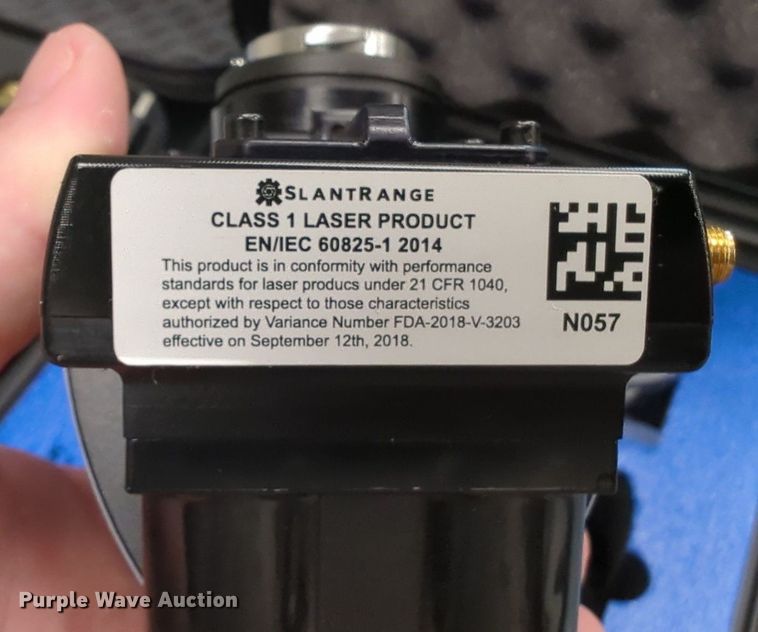 SLANTRANGE
CLASS 1 LASER PRODUCT
EN/IEC 60825-1 2014
This product is in conformity with performance
standards for laser producs under 21 CFR 1040,
except with respect to those characteristics
authorized by Variance Number FDA-2018-V-3203
effective on September 12th, 2018.
N057
Purple Wave Auction